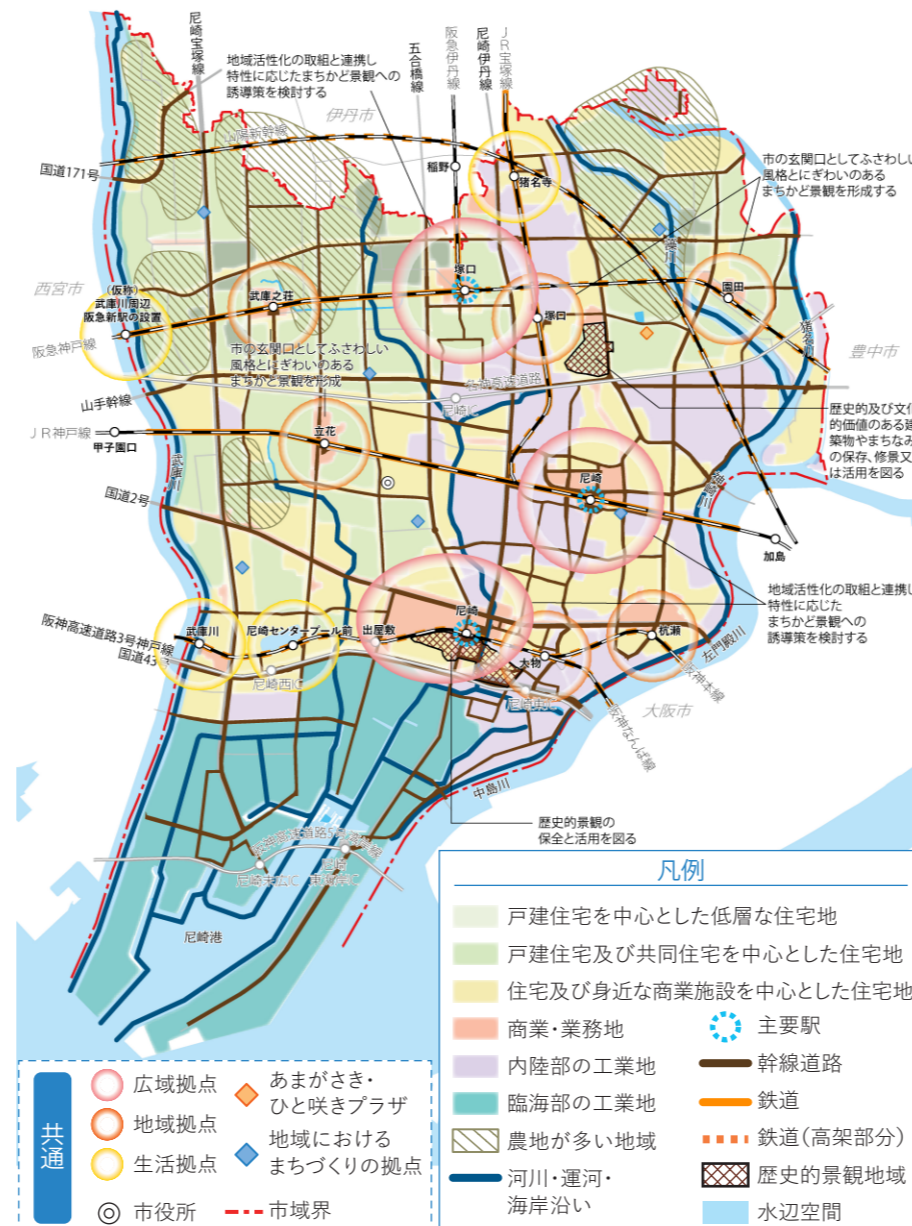 尼崎宝塚線
地域活性化の取組と連携し
特性に応じたまちかど景観への
誘導策を検討する
五合橋線
阪急伊丹線
尼崎伊丹線
JR宝塚線
伊丹市
山陽新幹線
国道171号
稲野
猪名寺
市の玄関口としてふさわしい
風格とにぎわいのある
まちかど景観を形成する
西宮市
(仮称)
武庫川周辺
阪急新駅の設置
武庫之荘
塚口
塚口
園田
猪名川
豊中市
阪急神戸線
市の玄関口としてふさわしい
風格とにぎわいのある
まちかど景観を形成
名神高速道路
尼崎IC
山手幹線
JR神戸線
甲子園口
立花
武庫川
歴史的及び文化
的価値のある建
築物やまちなみ
の保存、修景又
は活用を図る
国道2号
尼崎
神崎川
加島
地域活性化の取組と連携し
特性に応じた
まちかど景観への
誘導策を検討する
阪神高速道路3号神戸線
国道43号
武庫川
尼崎センタープール前
出屋敷
尼崎
大物
杭瀬
左門殿川
尼崎西IC
阪神本線
大阪市
阪神なんば線
中島川
歴史的景観の
保全と活用を図る
尼崎末広IC
尼崎港
凡例
戸建住宅を中心とした低層な住宅地
戸建住宅及び共同住宅を中心とした住宅地
住宅及び身近な商業施設を中心とした住宅地
商業・業務地
主要駅
内陸部の工業地
幹線道路
臨海部の工業地
鉄道
農地が多い地域
鉄道(高架部分)
河川・運河・
海岸沿い
歴史的景観地域
水辺空間
共通
広域拠点
あまがさき・
ひと咲きプラザ
地域拠点
生活拠点
地域における
まちづくりの拠点
市役所
市域界